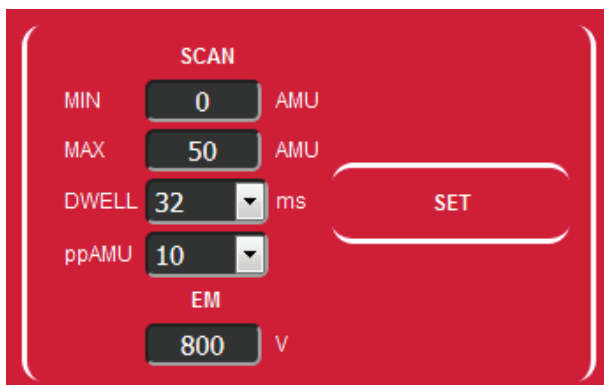 SCAN
MIN 0 AMU
MAX 50 AMU
DWELL 32 ms
SET
ppAMU 10
EM
800 V